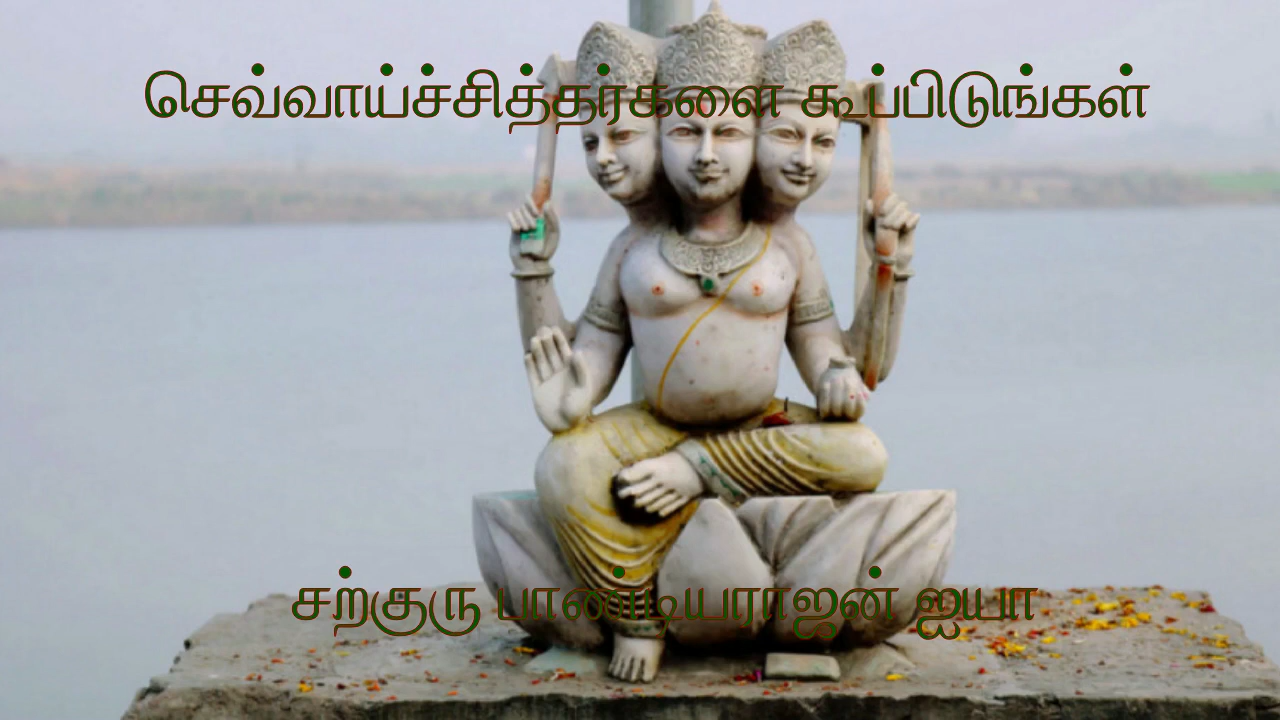 செவ்வாய்ச்சித்தர்களை கூப்பிடுங்கள்
சற்குரு பாண்டியராஜன் ஐயா